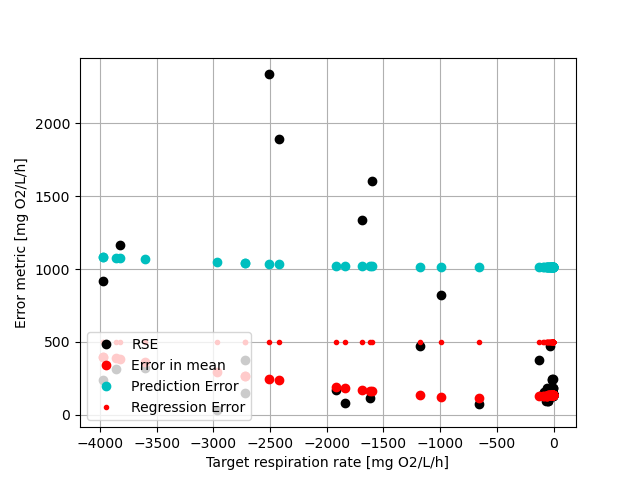 Error metric [mg O2/L/h]
2000
1500
1000
500
0
RSE
Error in mean
Prediction Error
Regression Error
−4000 −3500 −3000 −2500 −2000 −1500 −1000 −500 0
Target respiration rate [mg O2/L/h]